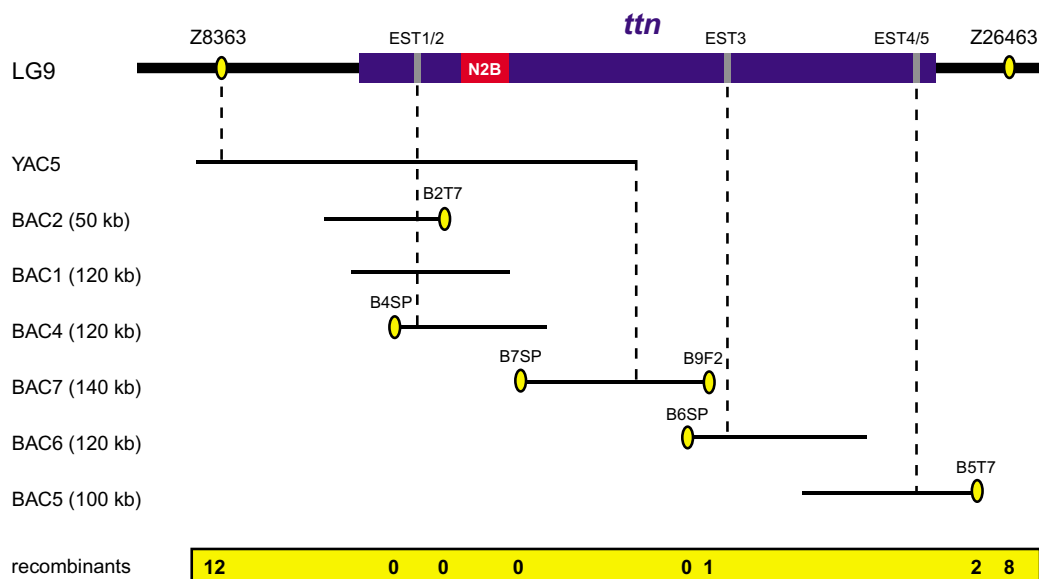 ttn
Z8363 EST1/2 EST3 EST4/5 Z26463
LG9 N2B
YAC5
B2T7
BAC2 (50 kb)
BAC1 (120 kb)
B4SP
BAC4 (120 kb)
B7SP B9F2
BAC7 (140 kb)
B6SP
BAC6 (120 kb)
B5T7
BAC5 (100 kb)
recombinants 12 0 0 0 0 1 2 8